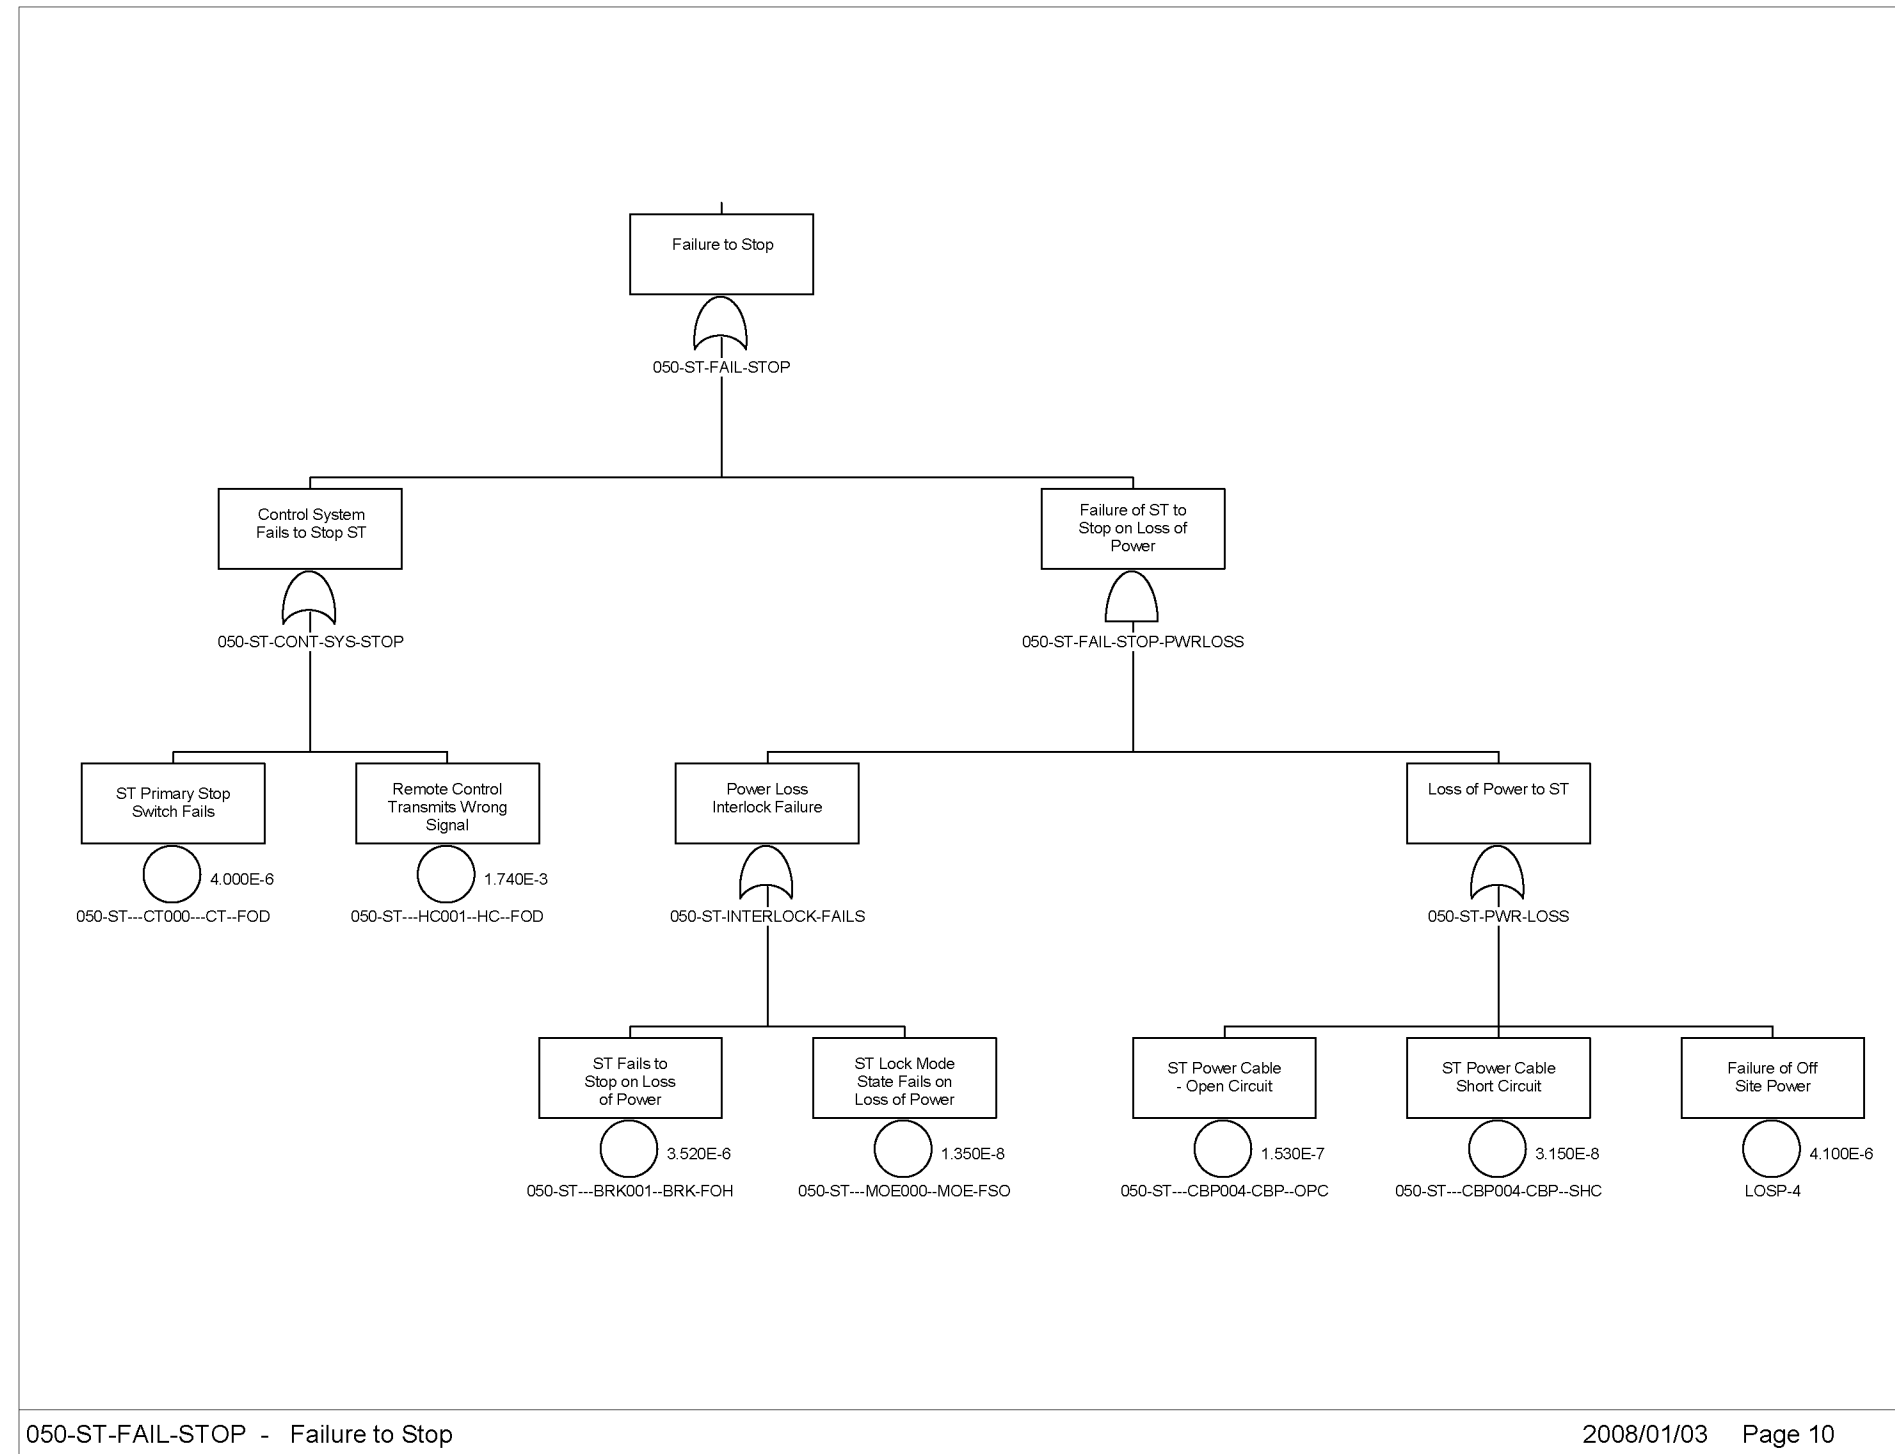 Failure to Stop
050-ST-FAIL-STOP
Control System
Fails to Stop ST
050-ST-CONT-SYS-STOP
Failure of ST to
Stop on Loss of
Power
050-ST-FAIL-STOP-PWRLOSS
ST Primary Stop
Switch Fails
4.000E-6
050-ST---CT000---CT--FOD
Remote Control
Transmits Wrong
Signal
1.740E-3
050-ST---HC001--HC--FOD
Power Loss
Interlock Failure
050-ST-INTERLOCK-FAILS
Loss of Power to ST
050-ST-PWR-LOSS
ST Fails to
Stop on Loss
of Power
3.520E-6
050-ST---BRK001--BRK-FOH
ST Lock Mode
State Fails on
Loss of Power
1.350E-8
050-ST---MOE000--MOE-FSO
ST Power Cable
- Open Circuit
1.530E-7
050-ST---CBP004-CBP--OPC
ST Power Cable
Short Circuit
3.150E-8
050-ST---CBP004-CBP--SHC
Failure of Off
Site Power
4.100E-6
LOSP-4
050-ST-FAIL-STOP - Failure to Stop
2008/01/03 Page 10